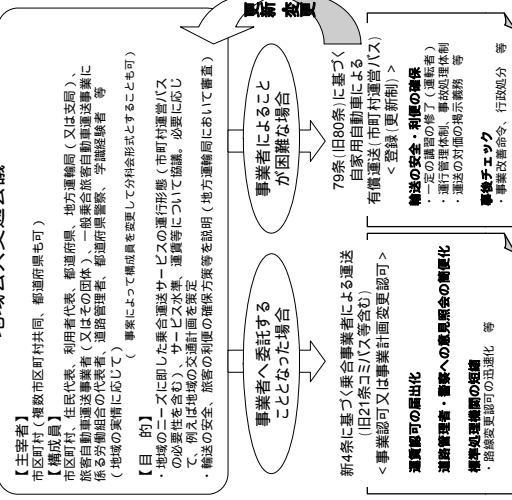 地域公共交通会議
【主宰者】
市区町村（複数市区町村共同、都道府県も可）
【構成員】
市区町村、住民代表、利用者代表、都道府県、地方運輸局（又は支局）、
旅客自動車運送事業者（又はその団体）、一般乗合旅客自動車運送事業に
係る労働組合の代表者、道路管理者、都道府県警察、学識経験者　等
（地域の実情に応じて）
（　事案によって構成員を変更して分科会形式とすることも可）
【目　的】
・地域のニーズに即した乗合運送サービスの運行形態（市町村運営バス
の必要性を含む）、サービス水準、運賃等について協議。必要に応じ
て、例えば地域の交通計画を策定
・輸送の安全、旅客の利便の確保方策等を説明（地方運輸局において審査）
更新・変更
事業者へ委託する
こととなった場合
事業者によること
が困難な場合
新4条に基づく乗合事業者による運送
（旧21条コミバス等含む）
＜事業認可又は事業計画変更認可＞
運賃認可の届出化
道路管理者・警察への意見照会の簡便化
標準処理機関の短縮
・路線変更認可の迅速化　等
79条（旧80条）に基づく
自家用自動車による
有償運送（市町村運営バス）
＜登録（更新制）＞
輸送の安全・利便の確保
・一定の講習の修了（運転者）
・運行管理体制、事故処理体制
・運送の対価の掲示義務　等
事後チェック
・事業改善命令、行政処分　等